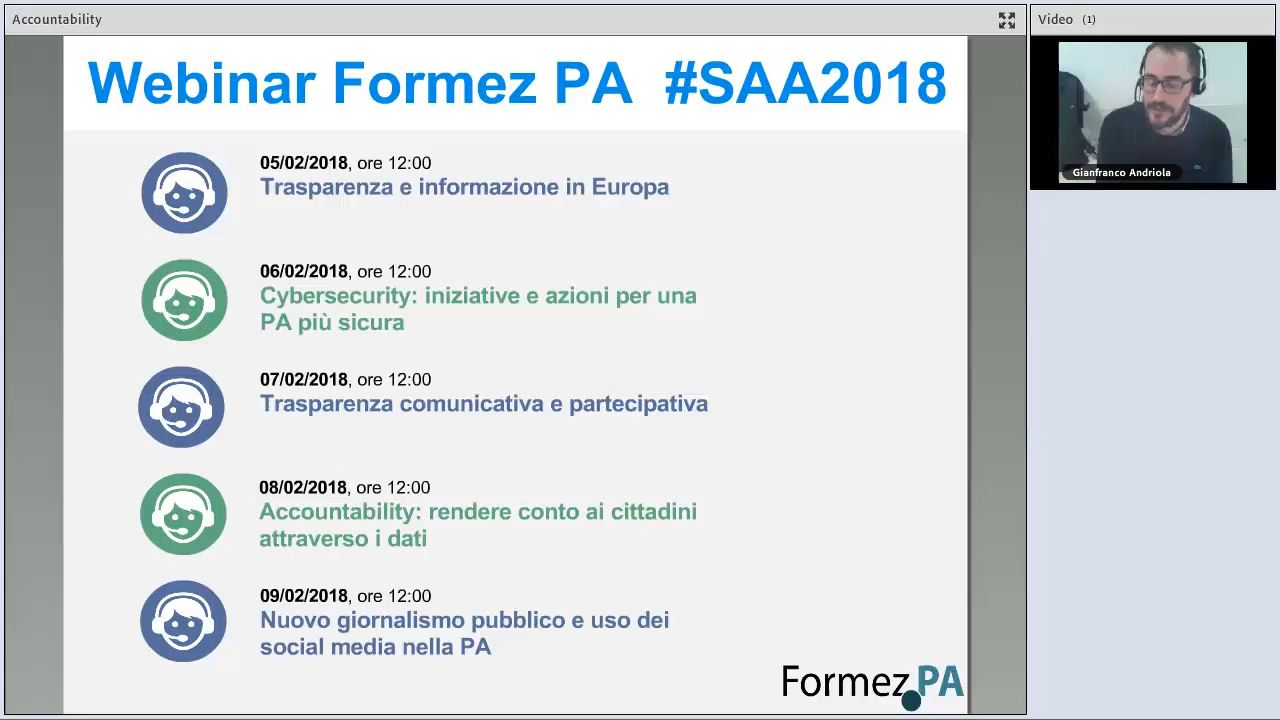 Accountability
Video (1)
Webinar Formez PA #SAA2018
Gianfranco Andriola
05/02/2018, ore 12:00
Trasparenza e informazione in Europa
06/02/2018, ore 12:00
Cybersecurity: iniziative e azioni per una
PA più sicura
07/02/2018, ore 12:00
Trasparenza comunicativa e partecipativa
08/02/2018, ore 12:00
Accountability: rendere conto ai cittadini
attraverso i dati
09/02/2018, ore 12:00
Nuovo giornalismo pubblico e uso dei
social media nella PA
Formez PA